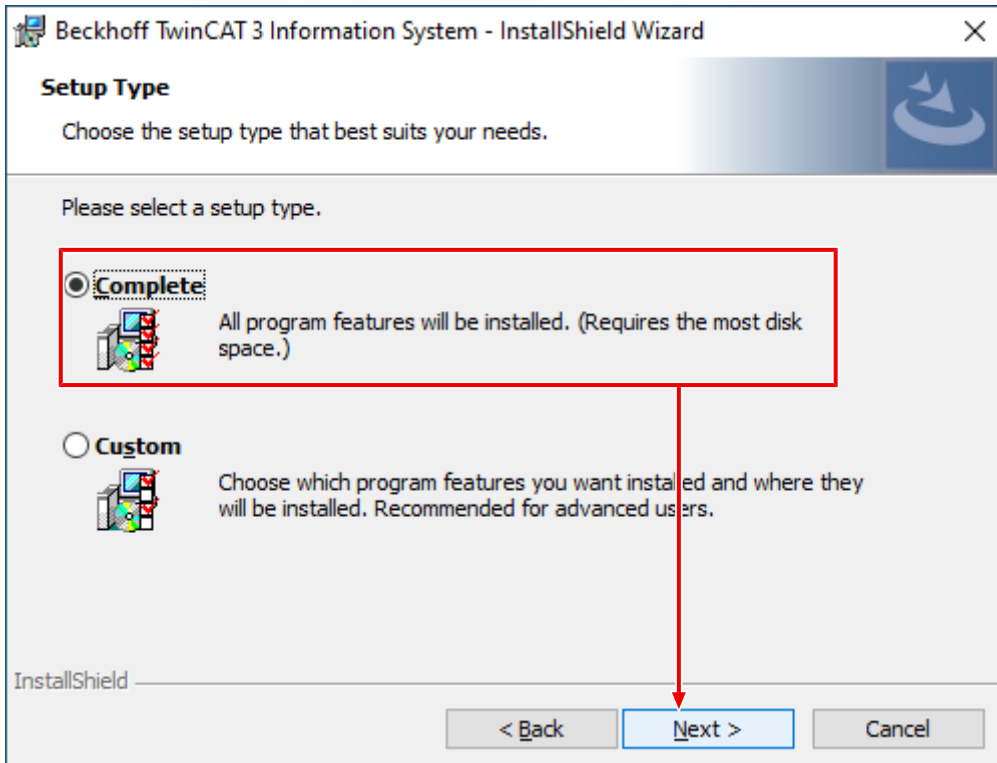 Beckhoff TwinCAT 3 Information System - InstallShield Wizard
Setup Type
Choose the setup type that best suits your needs.
Please select a setup type.
Complete
All program features will be installed. (Requires the most disk
space.)
Custom
Choose which program features you want installed and where they
will be installed. Recommended for advanced users.
InstallShield
< Back
Next >
Cancel